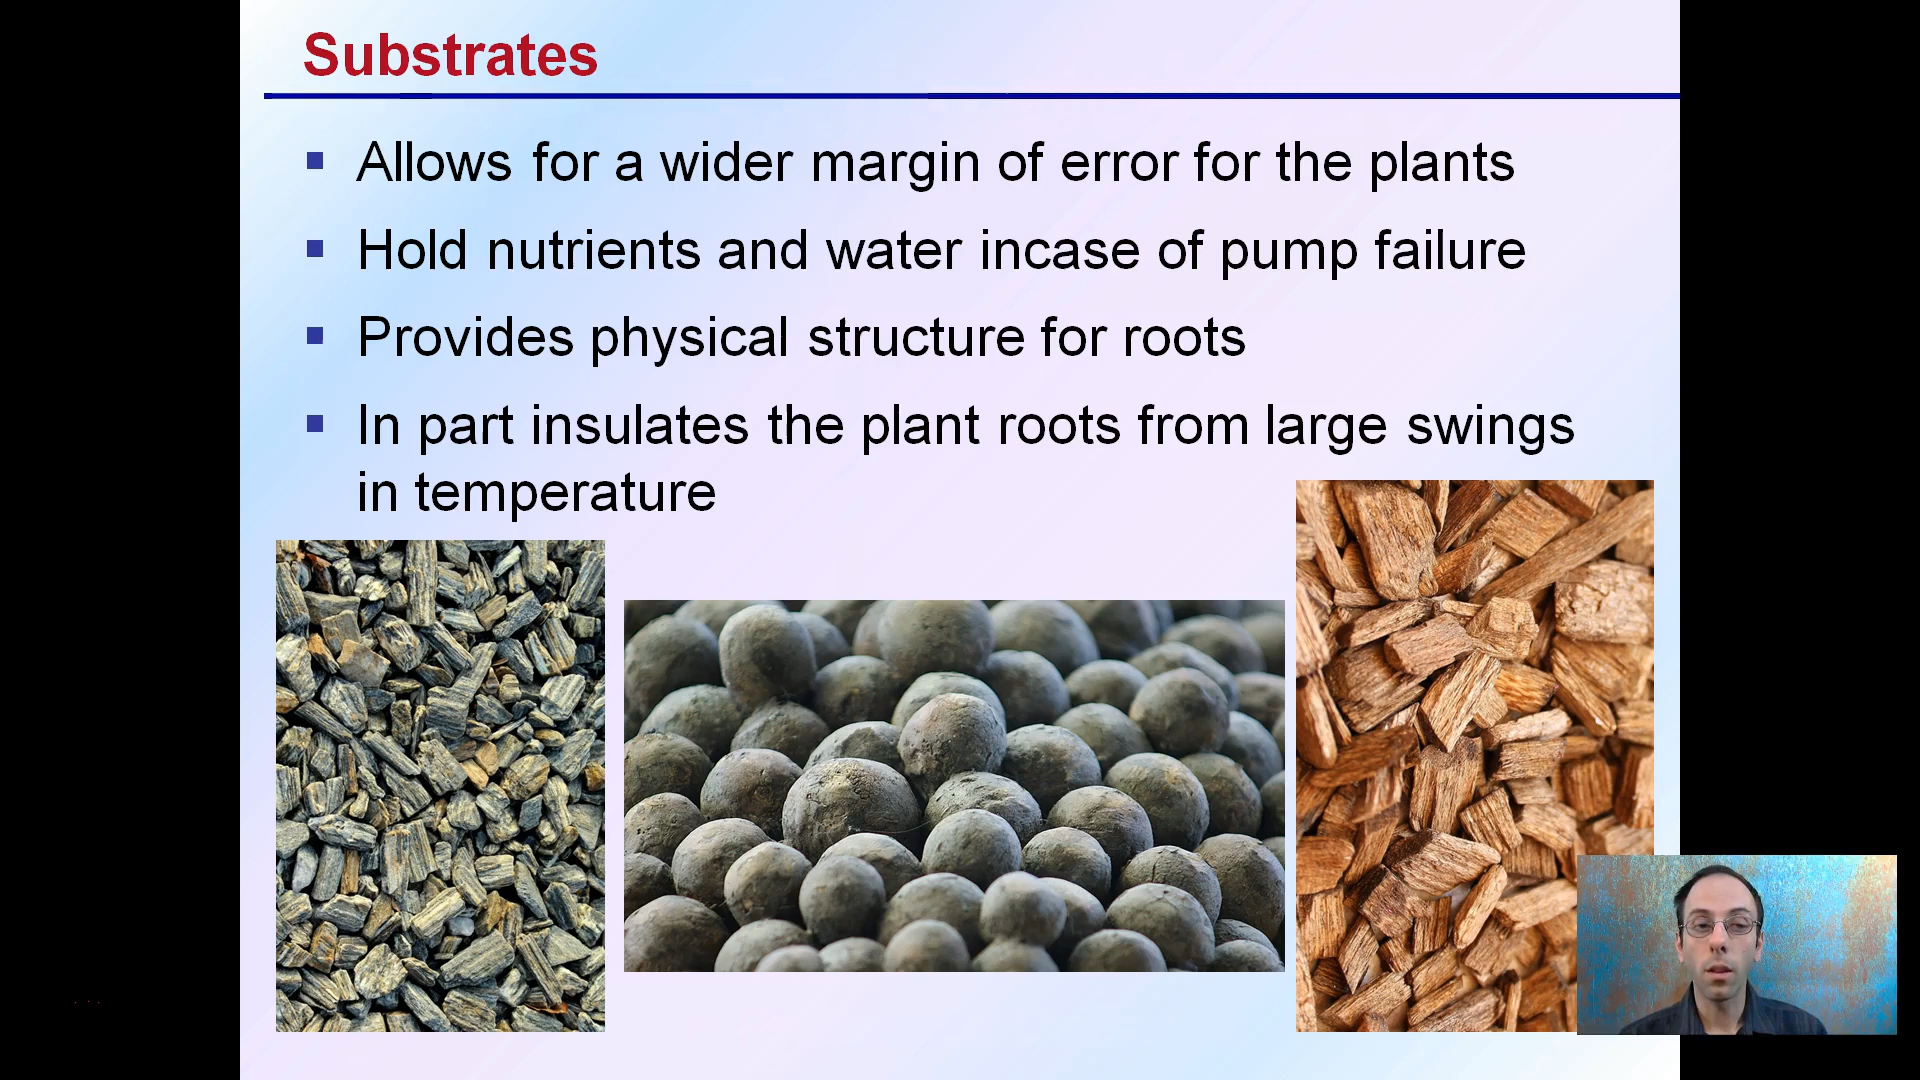 Substrates
Allows for a wider margin of error for the plants
Hold nutrients and water incase of pump failure
Provides physical structure for roots
In part insulates the plant roots from large swings
in temperature